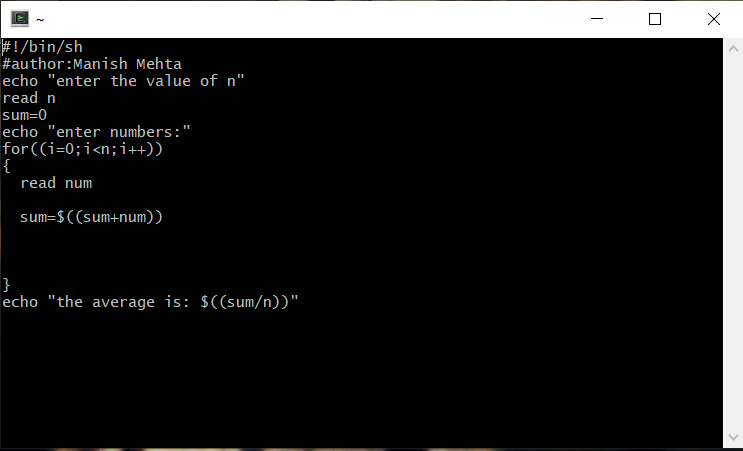 ~
#!/bin/sh
#author:Manish Mehta
echo "enter the value of n"
read n
sum=0
echo "enter numbers:"
for((i=0;i<n;i++))
{
  read num
  sum=$((sum+num))
}
echo "the average is: $((sum/n))"